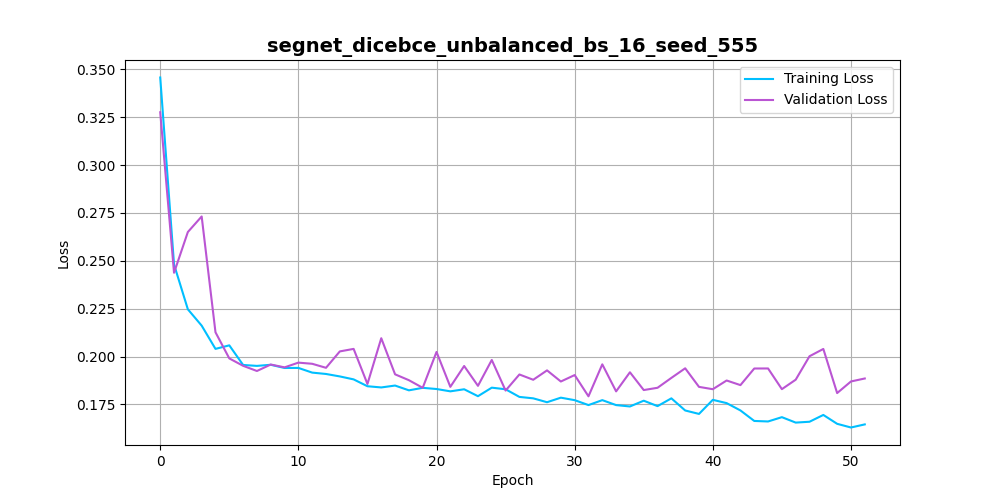 segnet_dicebce_unbalanced_bs_16_seed_555
Training Loss
Validation Loss
0.350
0.325
0.300
0.275
0.250
0.225
0.200
0.175
Loss
0 10 20 30 40 50
Epoch